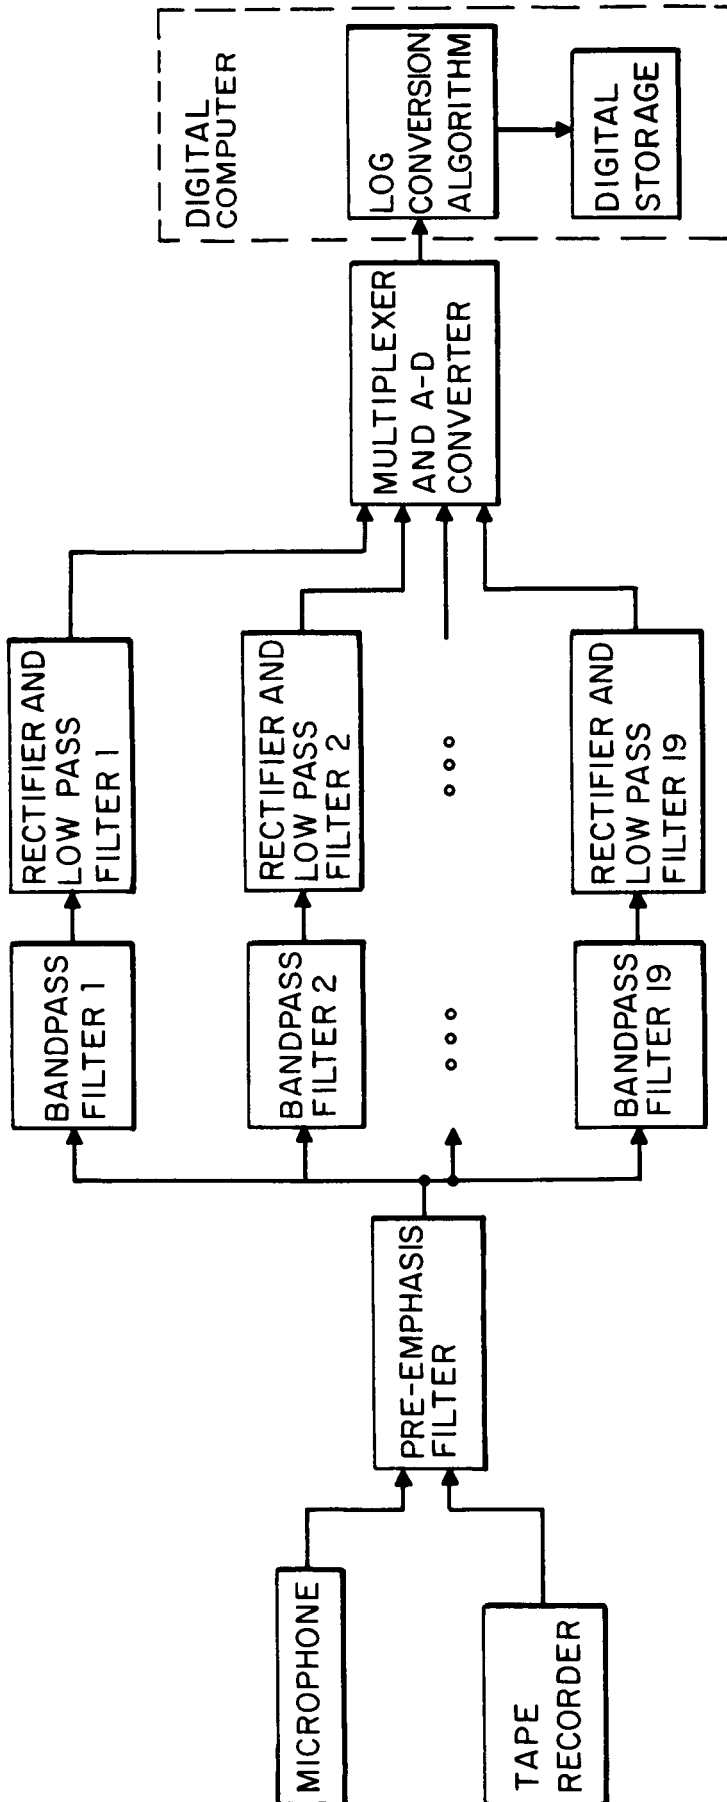 MICROPHONE
TAPE
RECORDER
PRE-EMPHASIS
FILTER
BANDPASS
FILTER 1
RECTIFIER AND
LOW PASS
FILTER 1
BANDPASS
FILTER 2
RECTIFIER AND
LOW PASS
FILTER 2
BANDPASS
FILTER 19
RECTIFIER AND
LOW PASS
FILTER 19
MULTIPLEXER
AND A-D
CONVERTER
DIGITAL
COMPUTER
LOG
CONVERSION
ALGORITHM
DIGITAL
STORAGE